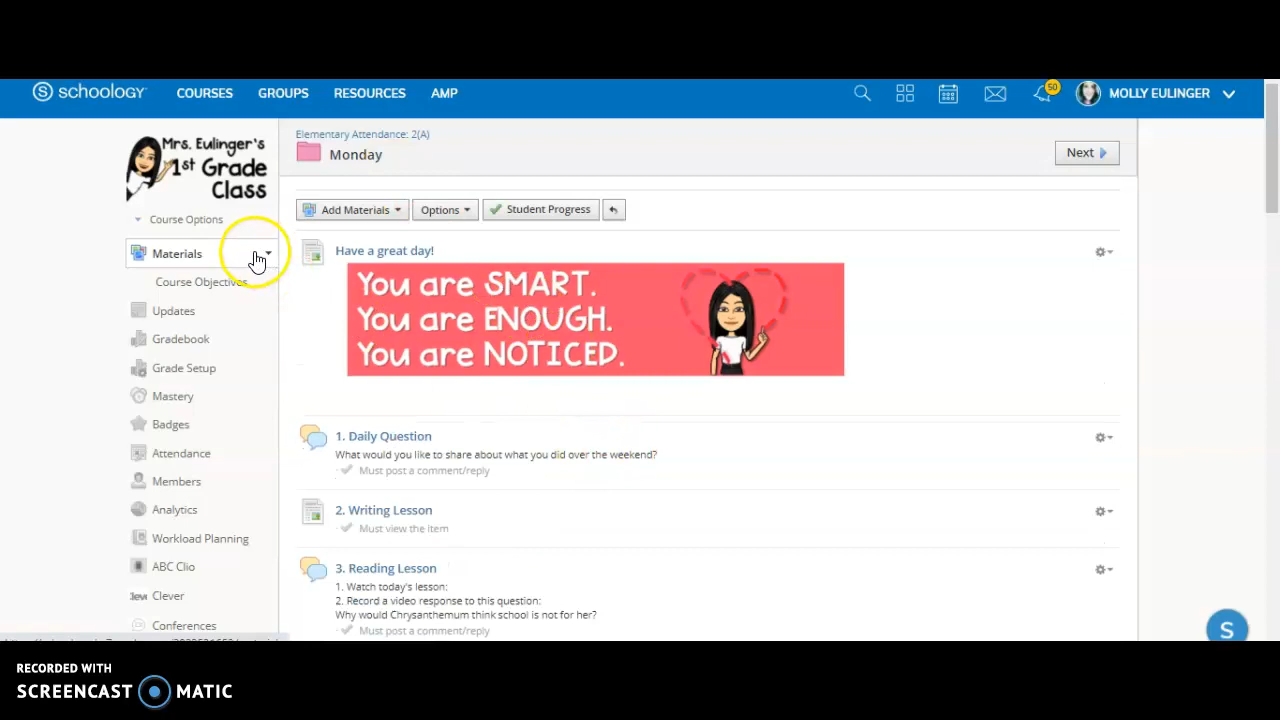 schoology
COURSES
GROUPS
RESOURCES
AMP
50
MOLLY EULINGER
Mrs. Eulinger's
1st Grade
Class
Course Options
Materials
Course Objectives
Updates
Gradebook
Grade Setup
Mastery
Badges
Attendance
Members
Analytics
Workload Planning
ABC Clio
Clever
Conferences
Elementary Attendance: 2(A)
Monday
Next
Add Materials
Options
Student Progress
Have a great day!
You are SMART.
You are ENOUGH.
You are NOTICED.
1. Daily Question
What would you like to share about what you did over the weekend?
Must post a comment/reply
2. Writing Lesson
Must view the item
3. Reading Lesson
1. Watch today's lesson:
2. Record a video response to this question:
Why would Chrysanthemum think school is not for her?
Must post a comment/reply
S
RECORDED WITH
SCREENCAST MATIC